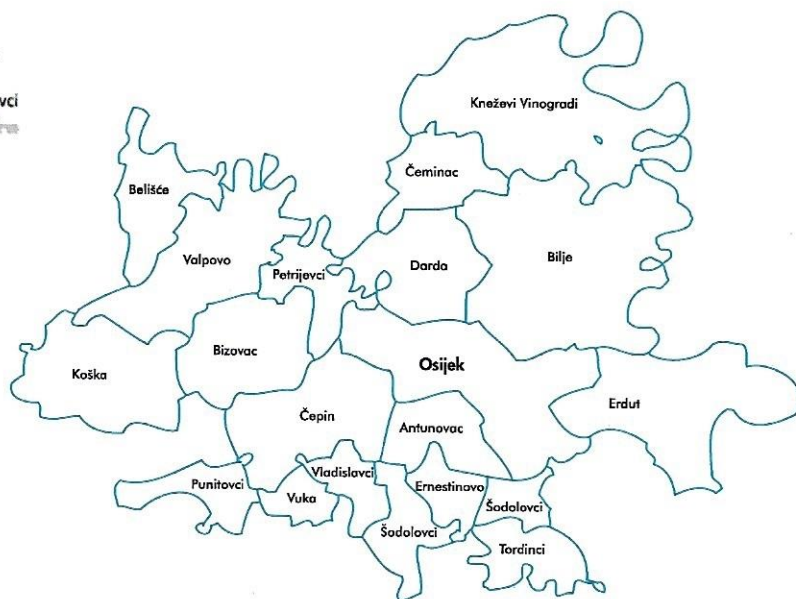 Kneževi Vinogradi
vci
Čeminac
Belišće
Valpovo
Petrijevci
Darda
Bilje
Koška
Bizovac
Osijek
Erdut
Čepin
Antunovac
Punitovci
Vuka
Vladislavci
Ernestinovo
Šodolovci
Šodolovci
Tordinci